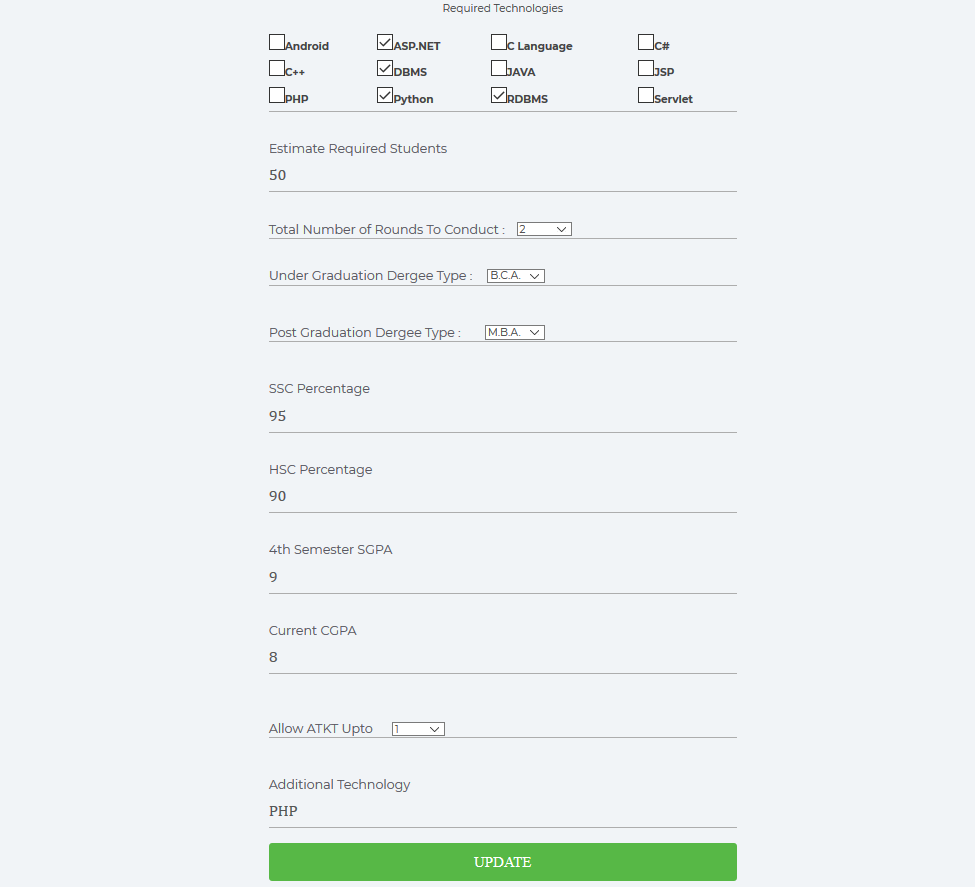 Required Technologies
Android ASP.NET C Language C#
C++ DBMS JAVA JSP
PHP Python RDBMS Servlet
Estimate Required Students
50
Total Number of Rounds To Conduct : 2
Under Graduation Dergee Type : B.C.A.
Post Graduation Dergee Type : M.B.A.
SSC Percentage
95
HSC Percentage
90
4th Semester SGPA
9
Current CGPA
8
Allow ATKT Upto 1
Additional Technology
PHP
UPDATE